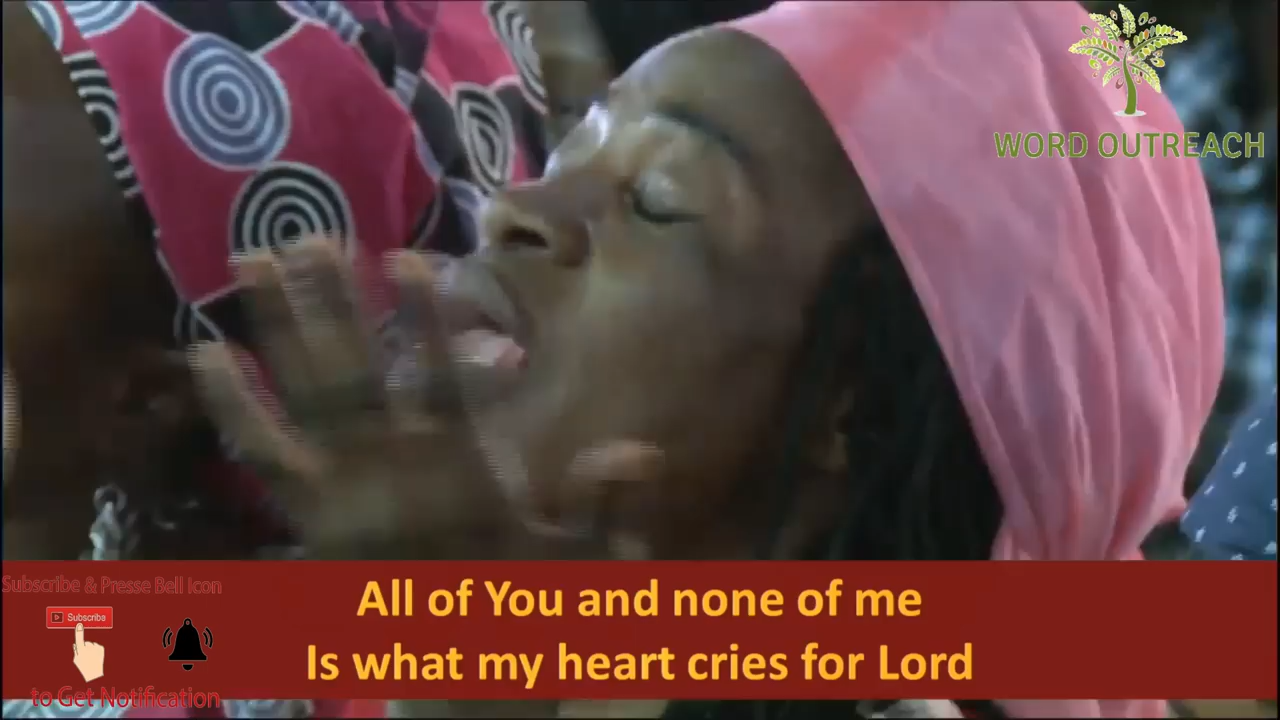 WORD OUTREACH
All of You and none of me
Is what my heart cries for Lord
Subscribe & Presse Bell Icon
Subscribe
to Get Notification